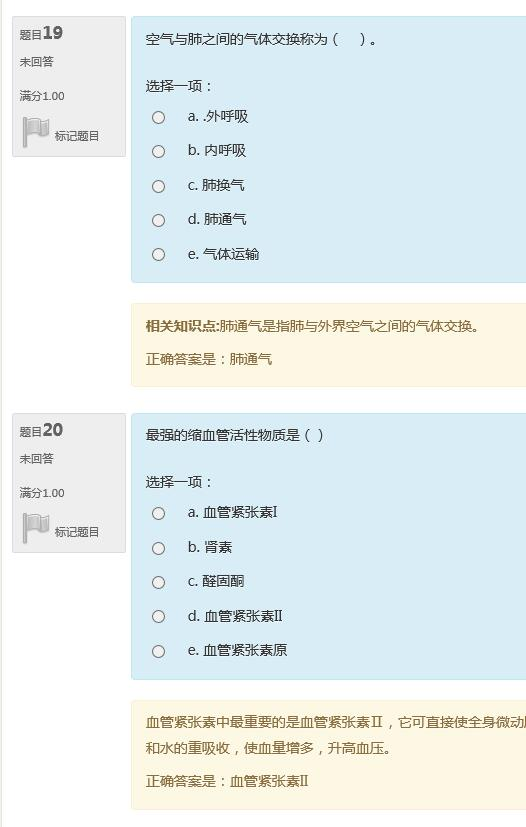 题目19
未回答
满分1.00
标记题目
空气与肺之间的气体交换称为（ ）。
选择一项：
a. .外呼吸
b. 内呼吸
c. 肺换气
d. 肺通气
e. 气体运输
相关知识点:肺通气是指肺与外界空气之间的气体交换。
正确答案是：肺通气
题目20
未回答
满分1.00
标记题目
最强的缩血管活性物质是 ( )
选择一项：
a. 血管紧张素Ⅰ
b. 肾素
c. 醛固酮
d. 血管紧张素Ⅱ
e. 血管紧张素原
血管紧张素中最重要的是血管紧张素Ⅱ，它可直接使全身微动
和水的重吸收，使血量增多，升高血压。
正确答案是：血管紧张素Ⅱ